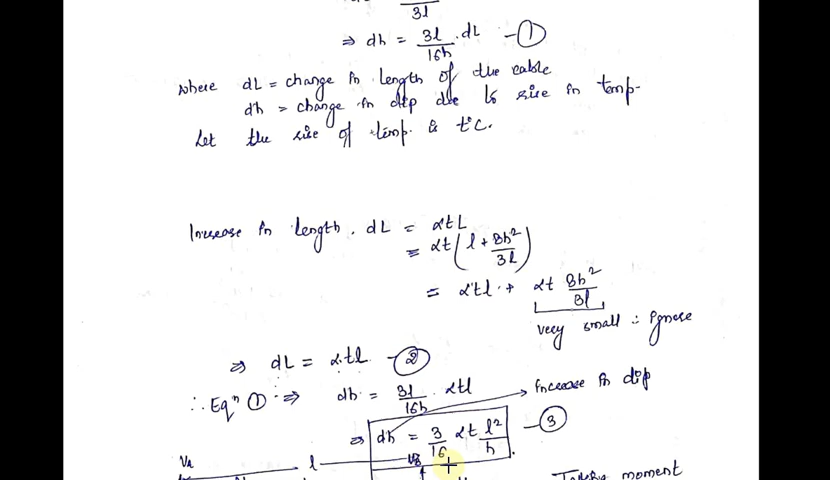 3l
⇒ dh = 3l/16h . dL — ①
where dL = change in length of the cable
dh = change in dip due to rise in temp.
Let the rise of temp. is t°C.
Increase in length. dL = αtL
= αt(l + 8h²/3l)
= αtl + αt 8h²/3l
very small ∴ ignore
⇒ dL = αtl — ②
∴ Eqⁿ ① ⇒ dh = 3l/16h . αtl → increase in dip
⇒ dh = 3/16 αt l²/h — ③
VA l VB
Taking moment